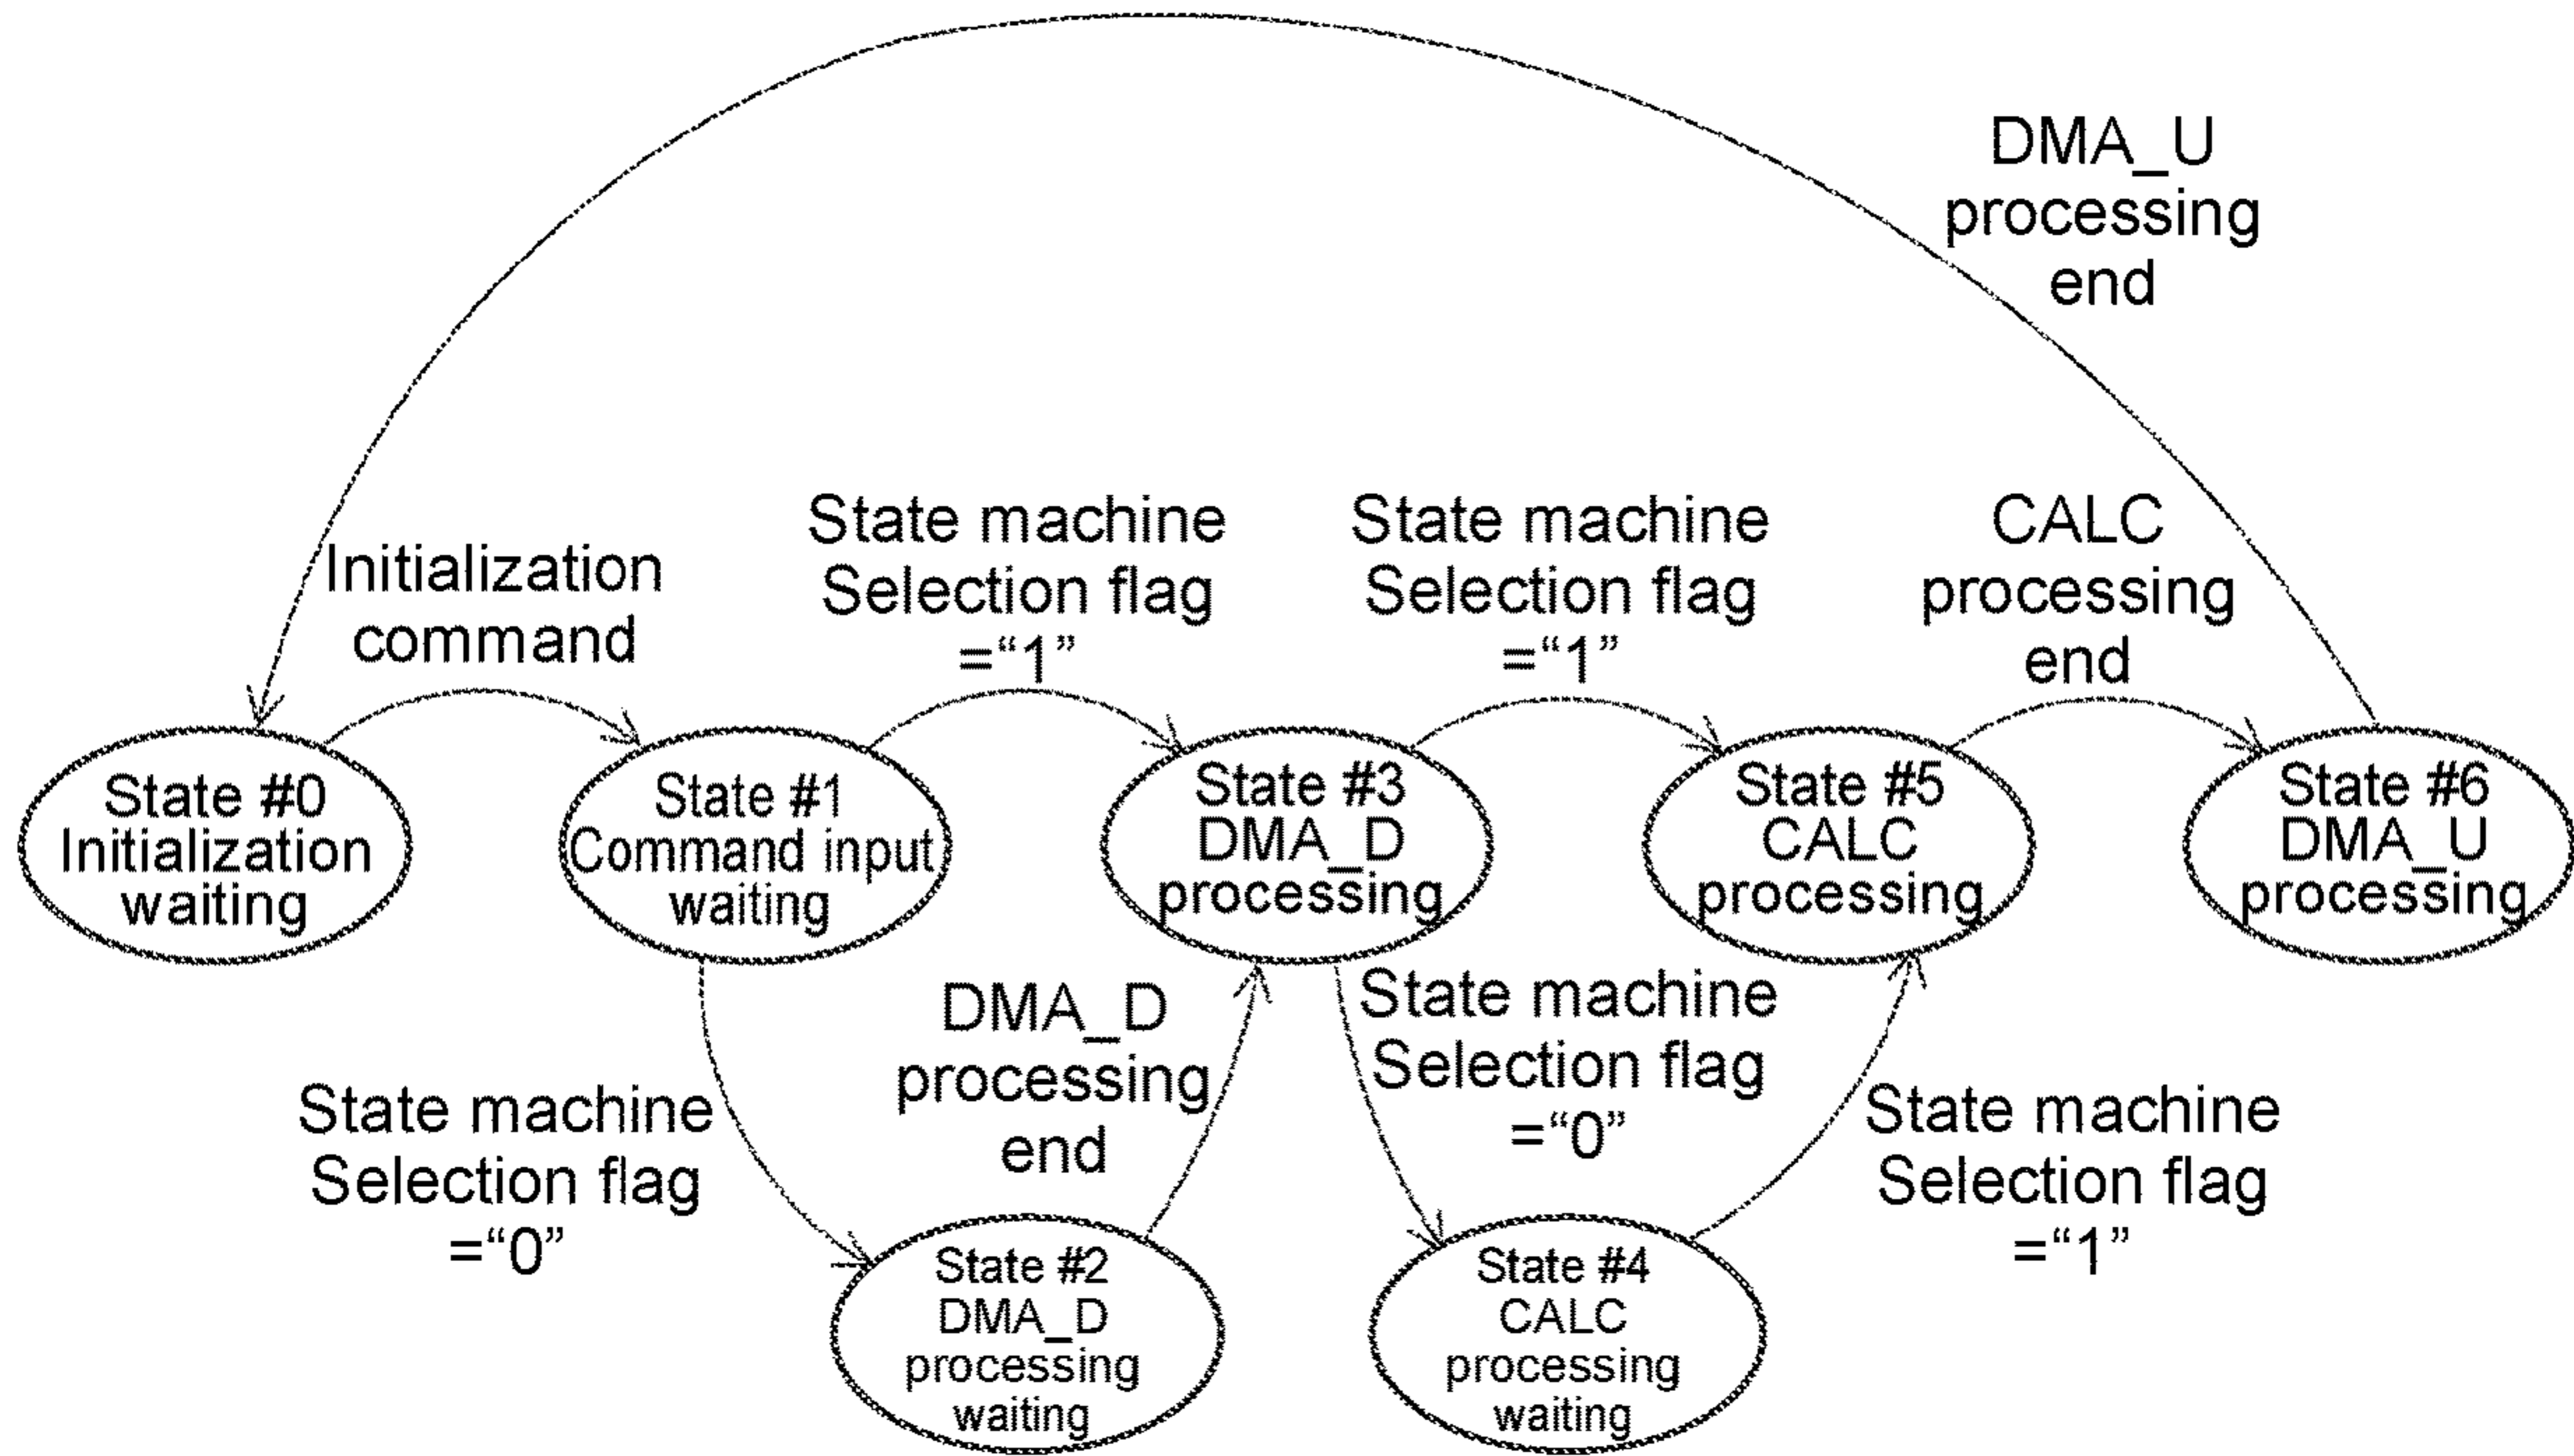 DMA_U
processing
end
Initialization
command
State machine
Selection flag
=“1”
State machine
Selection flag
=“1”
CALC
processing
end
State #0
Initialization
waiting
State #1
Command input
waiting
State #3
DMA_D
processing
State #5
CALC
processing
State #6
DMA_U
processing
State machine
Selection flag
=“0”
DMA_D
processing
end
State machine
Selection flag
=“0”
State machine
Selection flag
=“1”
State #2
DMA_D
processing
waiting
State #4
CALC
processing
waiting